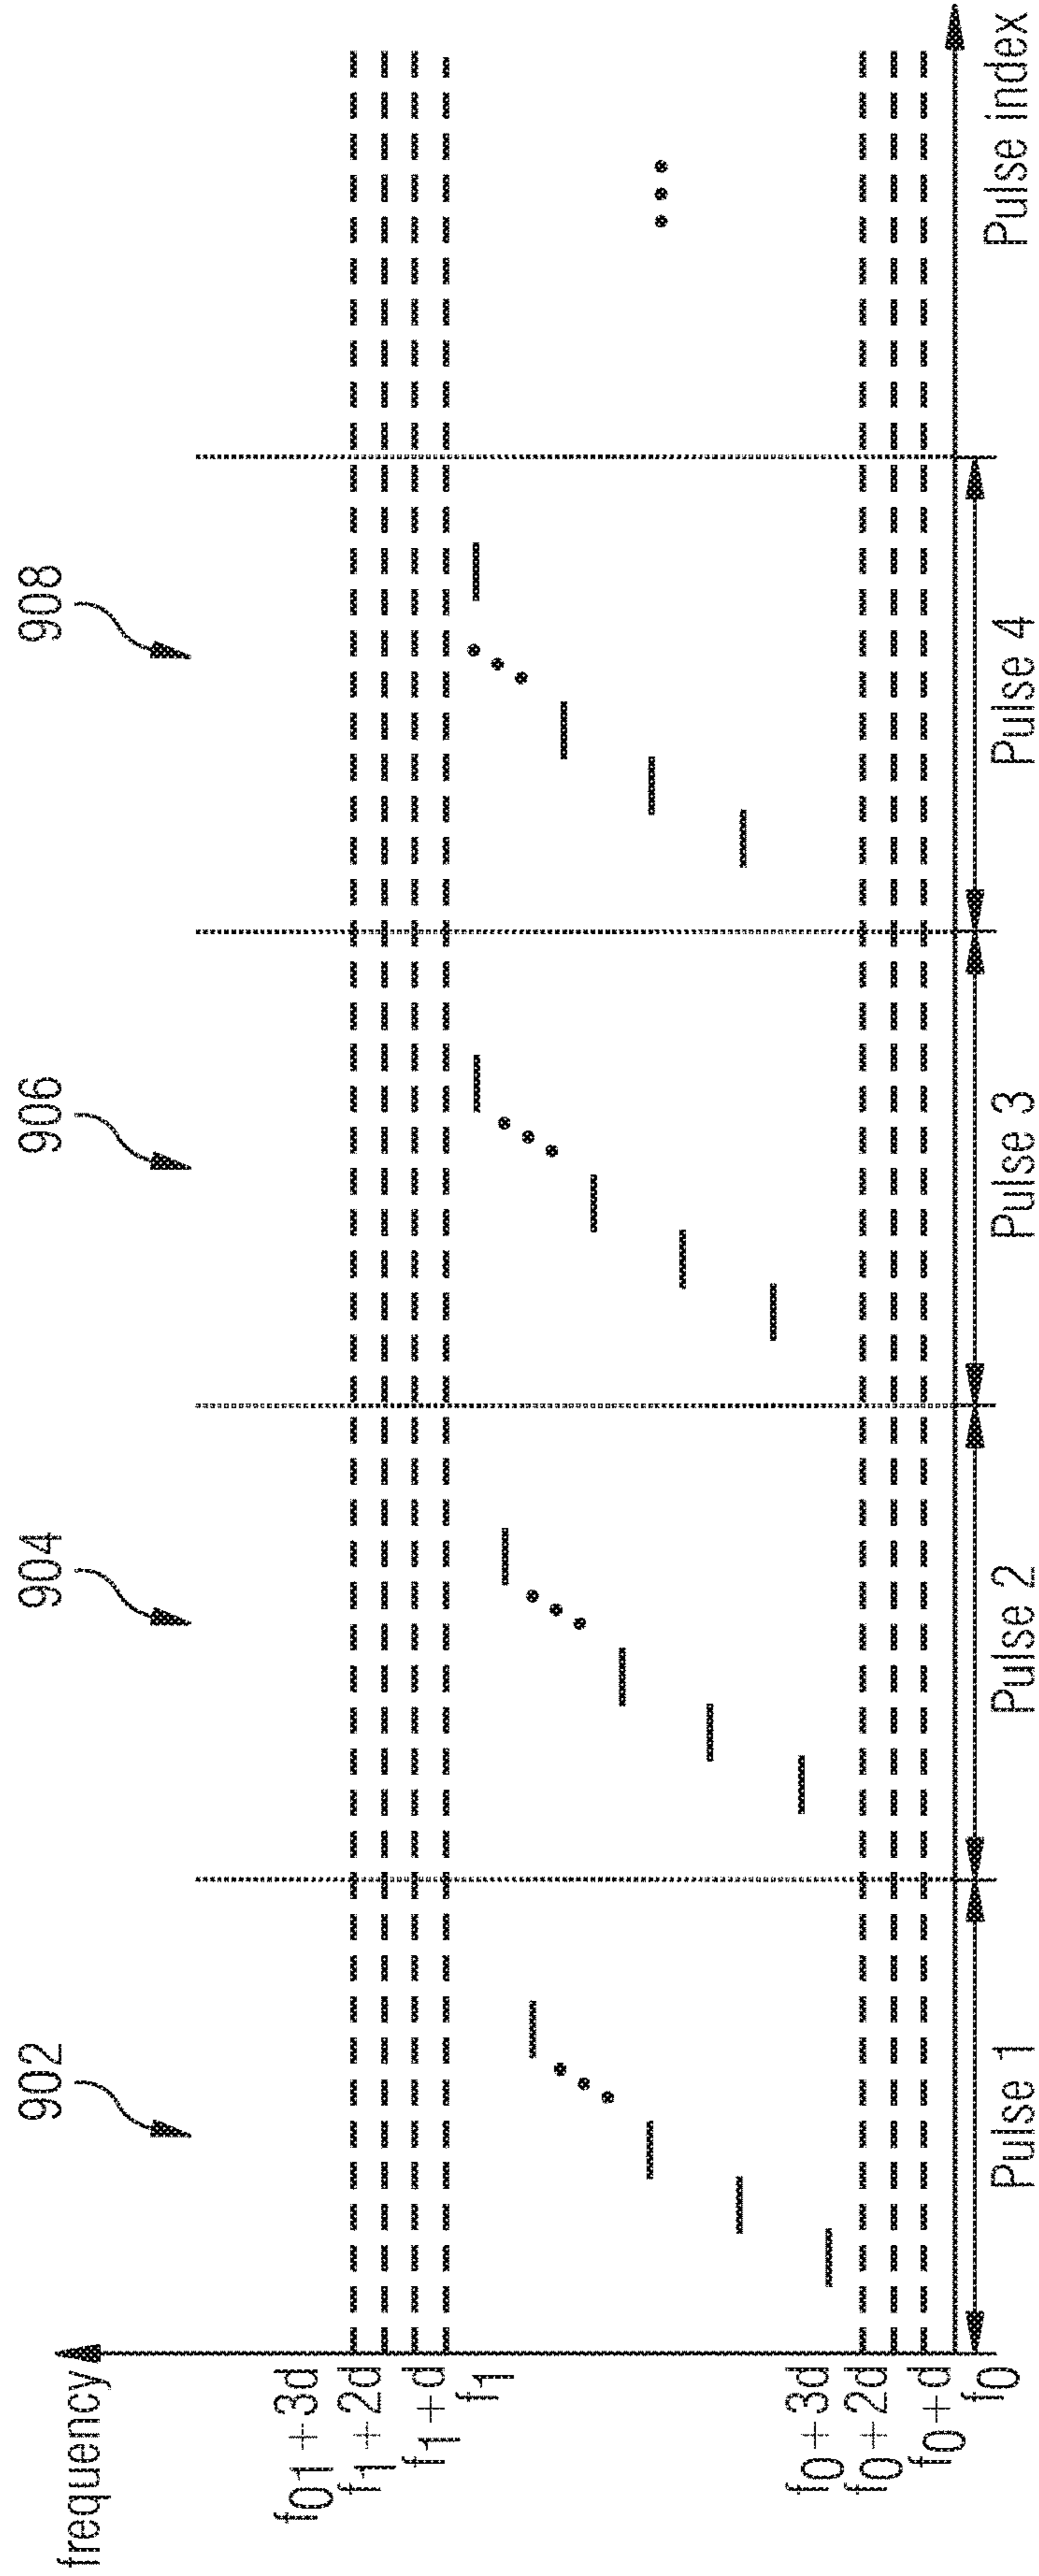 frequency
902
904
906
908
f01+3d
f1+2d
f1+d
f1
f0+3d
f0+2d
f0+d
f0
Pulse 1
Pulse 2
Pulse 3
Pulse 4
Pulse index